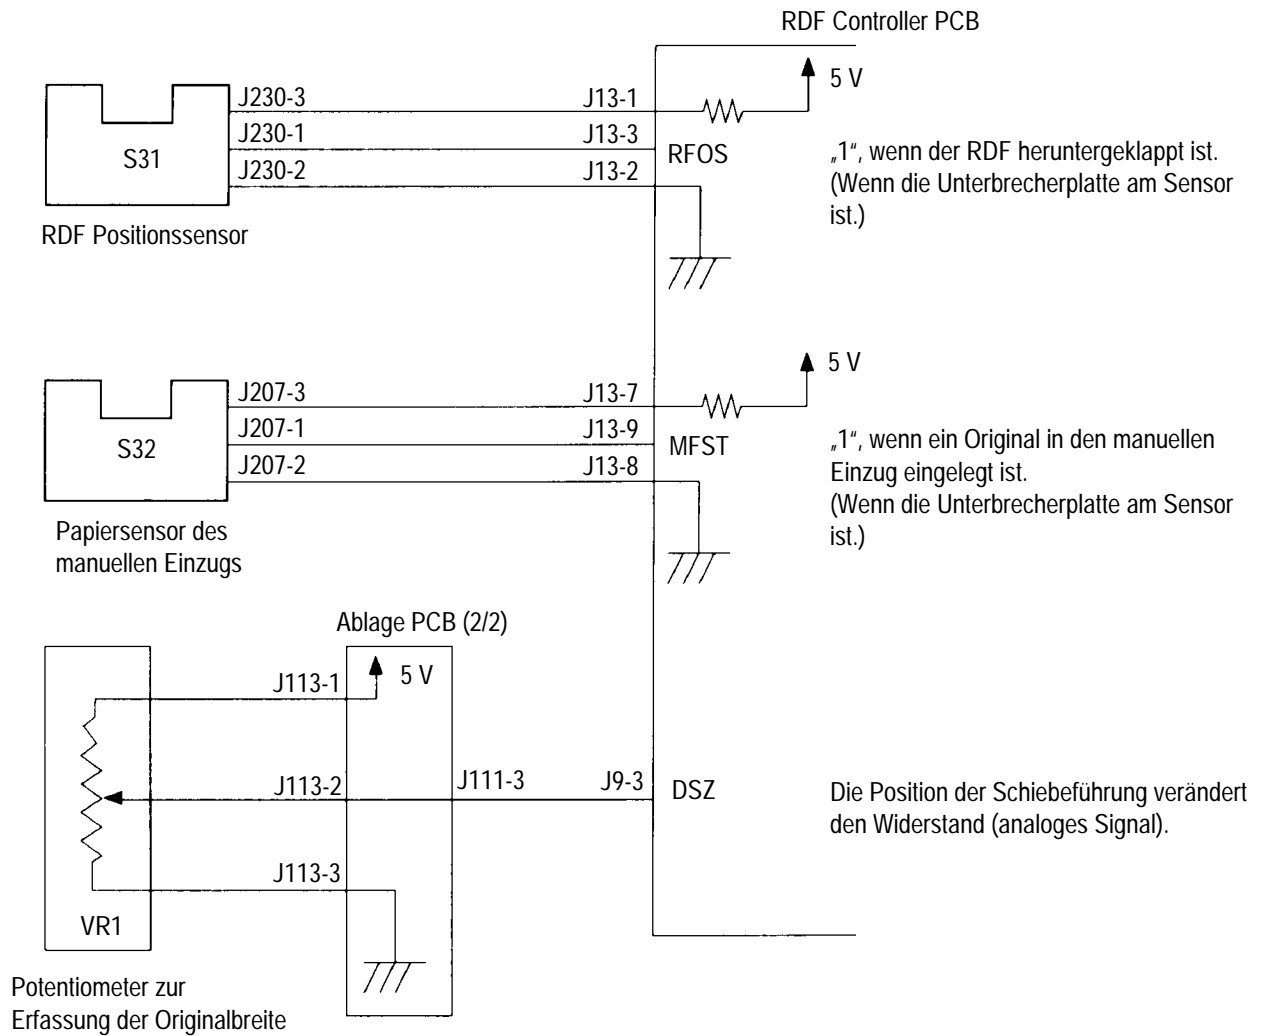 RDF Controller PCB
5 V
J230-3
J13-1
J230-1
J13-3
S31
RFOS
J230-2
J13-2
„1“, wenn der RDF heruntergeklappt ist.
(Wenn die Unterbrecherplatte am Sensor
ist.)
RDF Positionssensor
5 V
J207-3
J13-7
J207-1
J13-9
S32
MFST
J207-2
J13-8
„1“, wenn ein Original in den manuellen
Einzug eingelegt ist.
(Wenn die Unterbrecherplatte am Sensor
ist.)
Papiersensor des
manuellen Einzugs
Ablage PCB (2/2)
5 V
J113-1
J113-2
J111-3
J9-3
DSZ
Die Position der Schiebeführung verändert
den Widerstand (analoges Signal).
J113-3
VR1
Potentiometer zur
Erfassung der Originalbreite